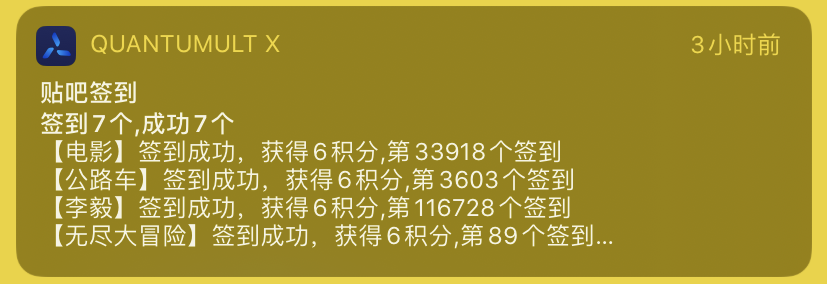 QUANTUMULT X
3小时前
贴吧签到
签到7个,成功7个
【电影】签到成功，获得6积分,第33918个签到
【公路车】签到成功，获得6积分,第3603个签到
【李毅】签到成功，获得6积分,第116728个签到
【无尽大冒险】签到成功，获得6积分,第89个签到...